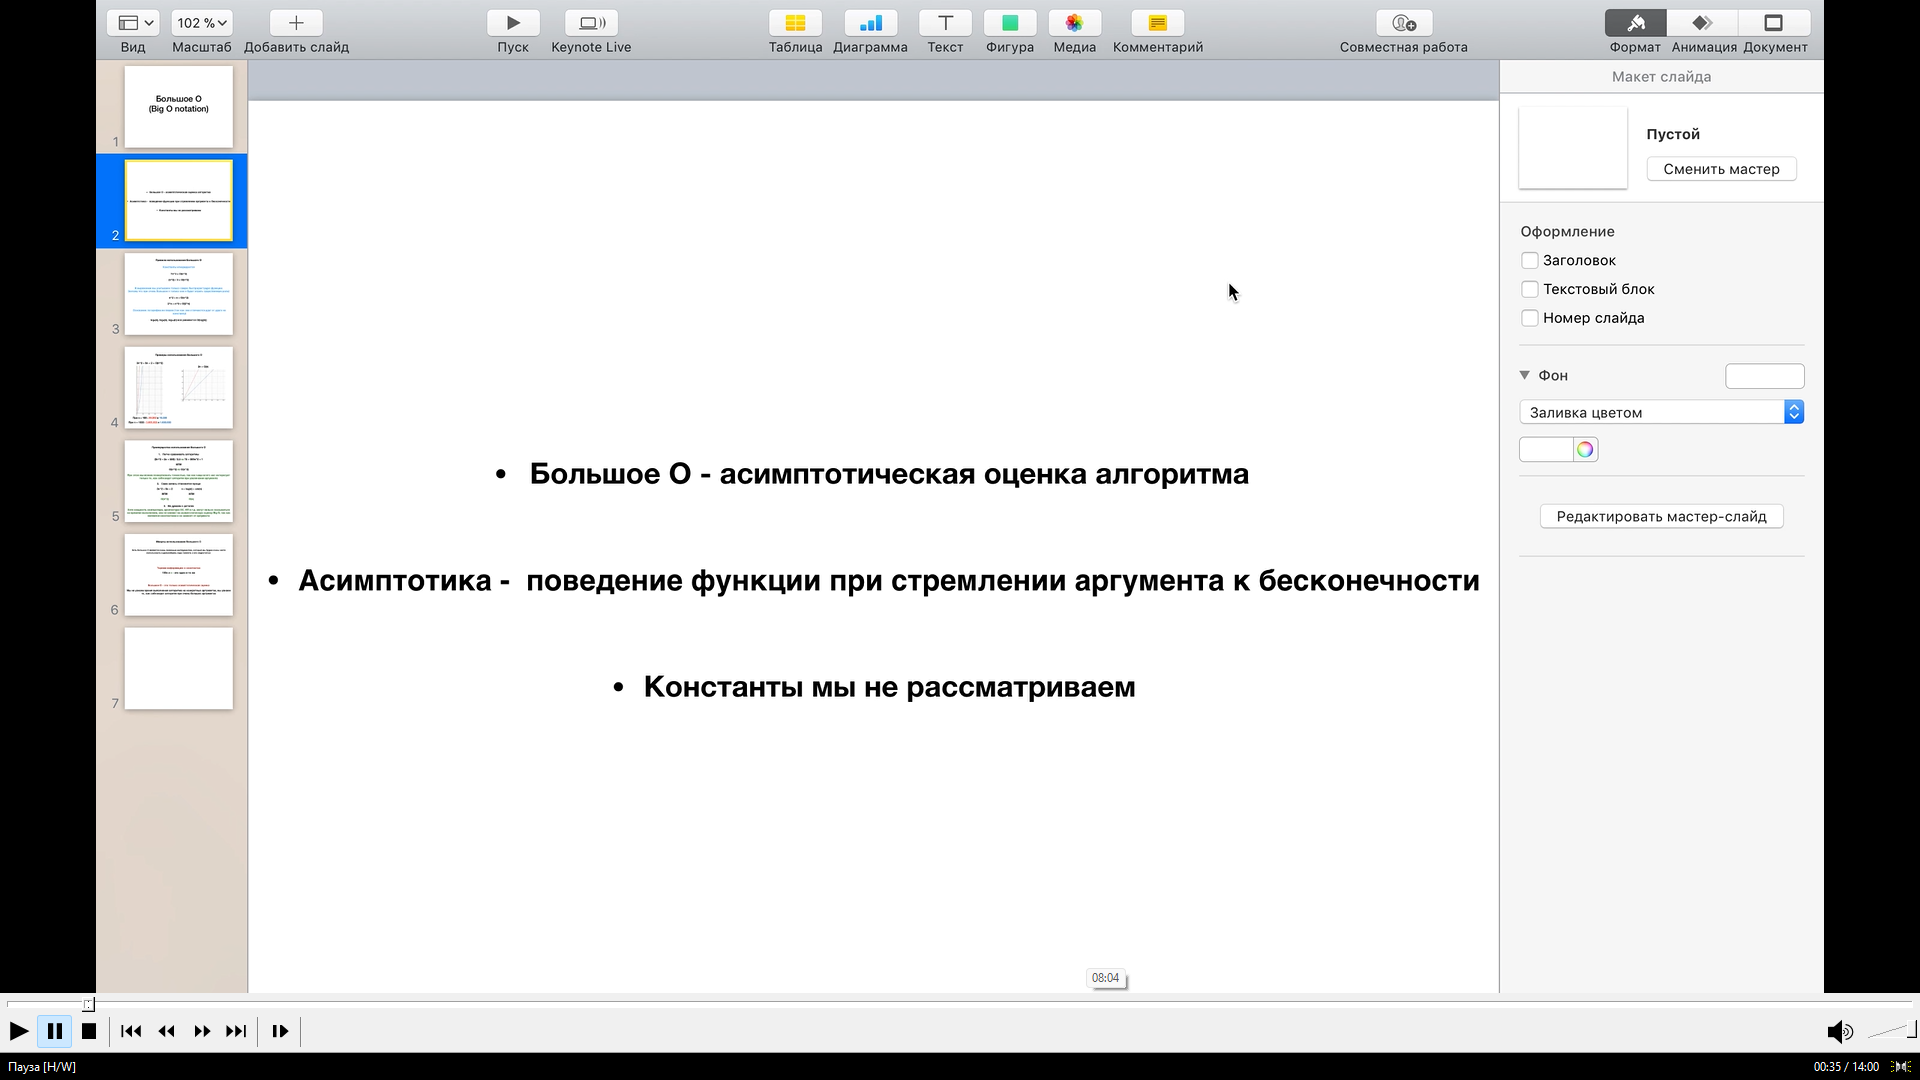 102 %
Вид
Масштаб
Добавить слайд
Пуск
Keynote Live
Таблица
Диаграмма
Текст
Фигура
Медиа
Комментарий
Совместная работа
Формат
Анимация
Документ
Большое О
(Big O notation)
1
2
3
4
5
6
7
• Большое О - асимптотическая оценка алгоритма
• Асимптотика - поведение функции при стремлении аргумента к бесконечности
• Константы мы не рассматриваем
Макет слайда
Пустой
Сменить мастер
Оформление
Заголовок
Текстовый блок
Номер слайда
Фон
Заливка цветом
Редактировать мастер-слайд
08:04
Пауза [H/W]
00:35 / 14:00